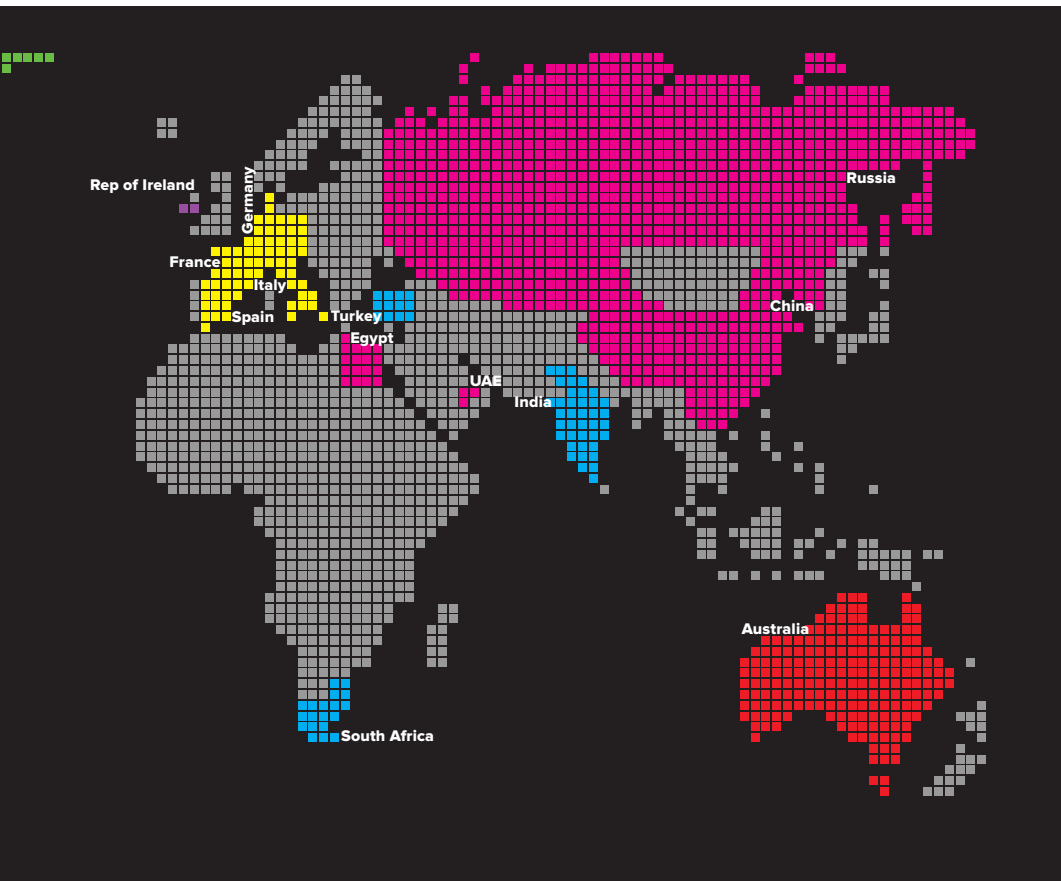 Rep of Ireland
Germany
Russia
France
Italy
Spain
Turkey
China
Egypt
UAE
India
Australia
South Africa